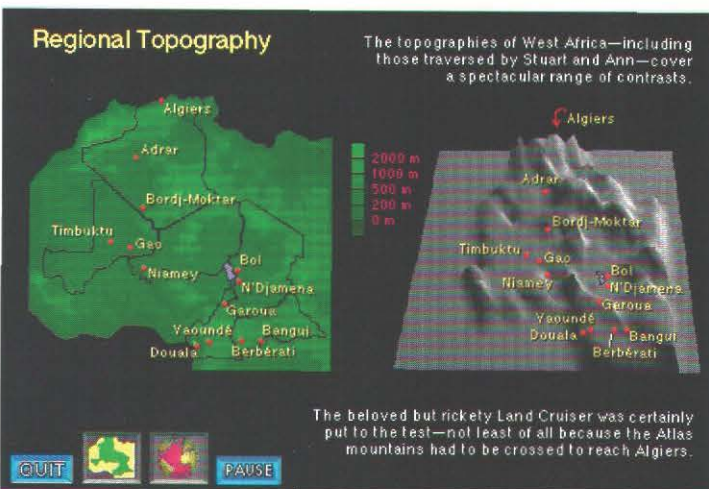 Regional Topography
The topographies of West Africa—including
those traversed by Stuart and Ann—cover
a spectacular range of contrasts.
Algiers
Adrar
Bordj-Moktar
Timbuktu
Gao
Niamey
Bol
N'Djamena
Garoua
Yaoundé
Bangui
Douala
Berbérati
2000 m
1000 m
500 m
200 m
0 m
Algiers
Adrar
Bordj-Moktar
Timbuktu
Gao
Niamey
Bol
N'Djamena
Garoua
Yaoundé
Douala
Bangui
Berbérati
The beloved but rickety Land Cruiser was certainly
put to the test—not least of all because the Atlas
mountains had to be crossed to reach Algiers.
QUIT
PAUSE